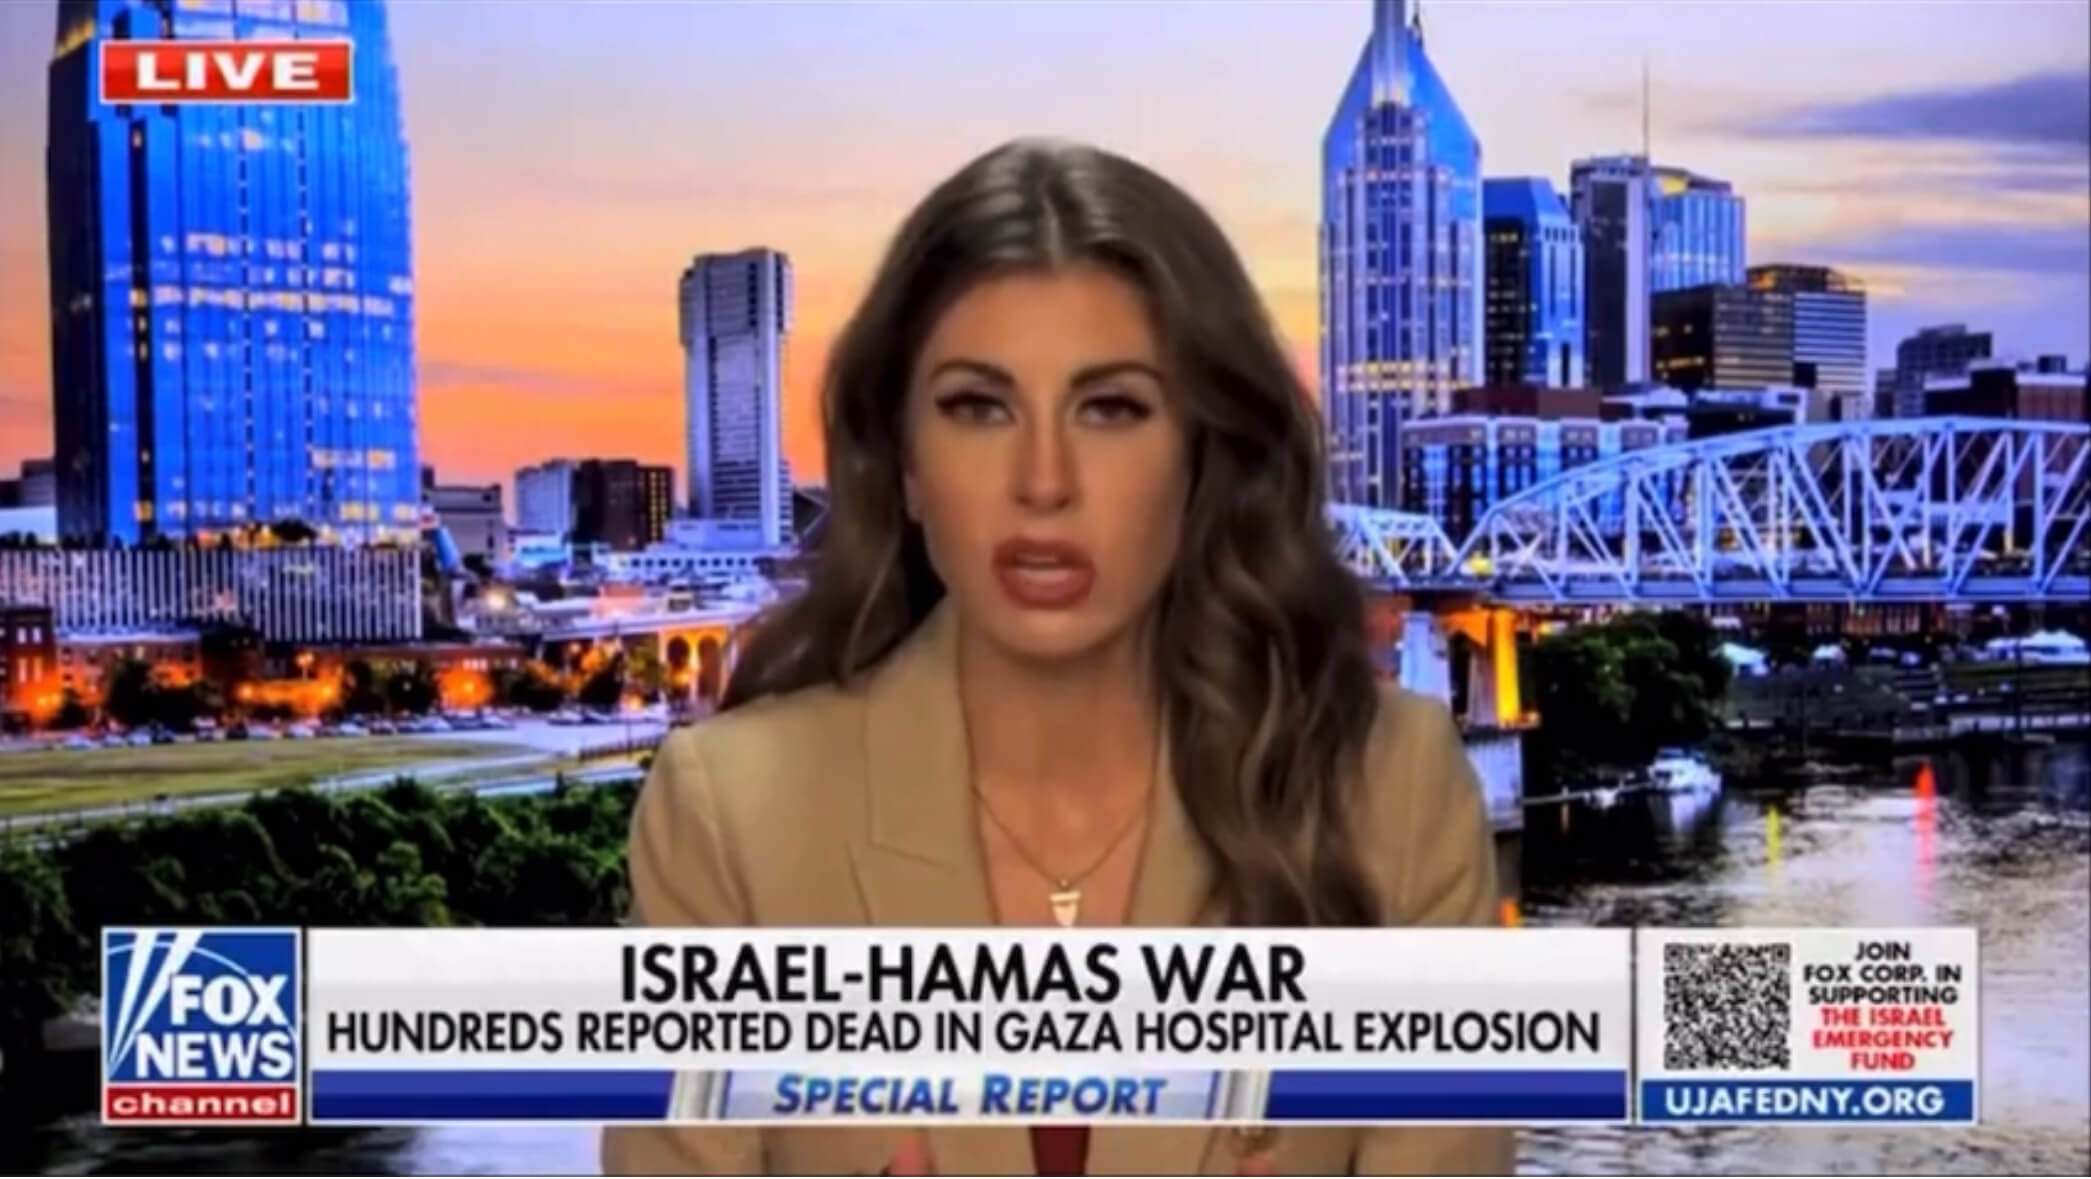 LIVE
FOX
NEWS
channel
ISRAEL-HAMAS WAR
HUNDREDS REPORTED DEAD IN GAZA HOSPITAL EXPLOSION
SPECIAL REPORT
JOIN
FOX CORP. IN
SUPPORTING
THE ISRAEL
EMERGENCY
FUND
UJAFEDNY.ORG